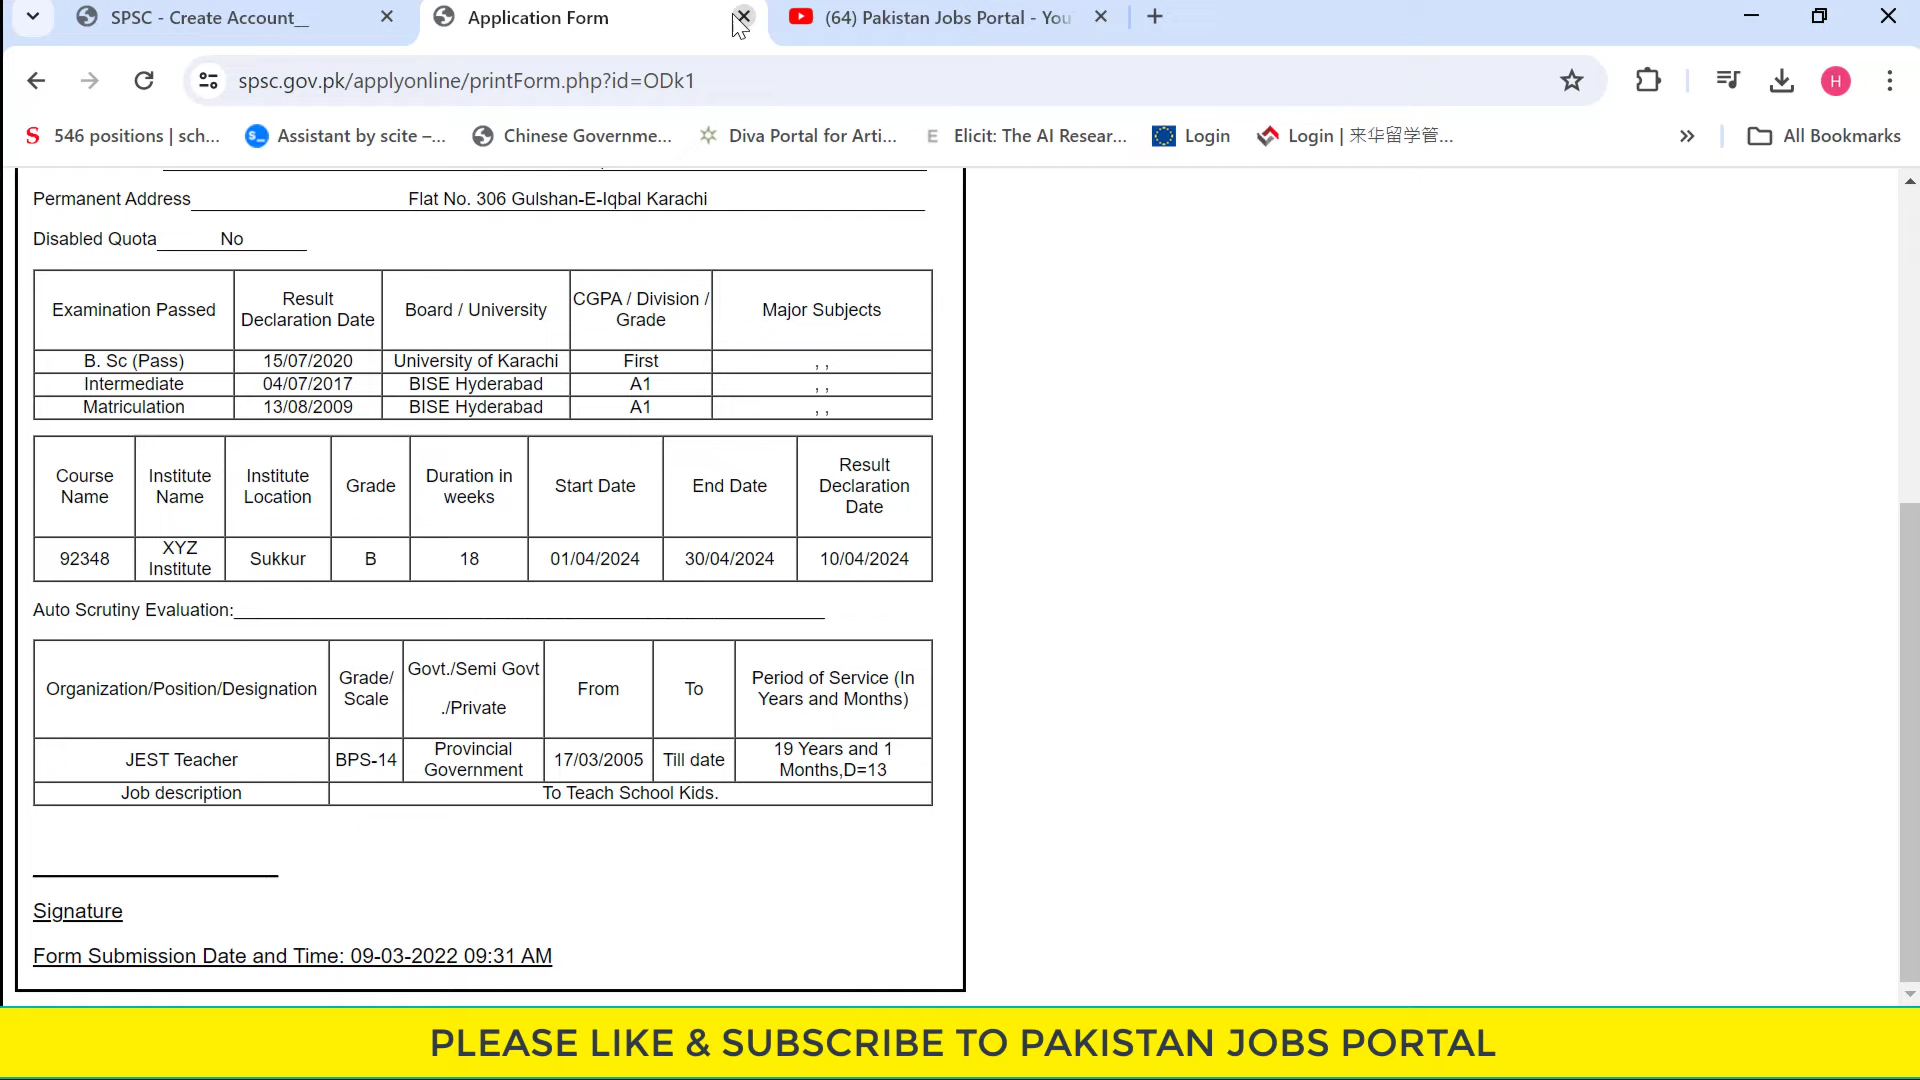 SPSC - Create Account_
Application Form
(64) Pakistan Jobs Portal - You
spsc.gov.pk/applyonline/printForm.php?id=ODk1
H
S 546 positions | sch...
Assistant by scite –...
Chinese Governme...
Diva Portal for Arti...
E Elicit: The AI Resear...
Login
Login | 来华留学管...
All Bookmarks
Permanent Address Flat No. 306 Gulshan-E-Iqbal Karachi
Disabled Quota No
Examination Passed Result Declaration Date Board / University CGPA / Division / Grade Major Subjects
B. Sc (Pass) 15/07/2020 University of Karachi First , ,
Intermediate 04/07/2017 BISE Hyderabad A1 , ,
Matriculation 13/08/2009 BISE Hyderabad A1 , ,
Course Name Institute Name Institute Location Grade Duration in weeks Start Date End Date Result Declaration Date
92348 XYZ Institute Sukkur B 18 01/04/2024 30/04/2024 10/04/2024
Auto Scrutiny Evaluation:
Organization/Position/Designation Grade/ Scale Govt./Semi Govt ./Private From To Period of Service (In Years and Months)
JEST Teacher BPS-14 Provincial Government 17/03/2005 Till date 19 Years and 1 Months,D=13
Job description To Teach School Kids.
Signature
Form Submission Date and Time: 09-03-2022 09:31 AM
PLEASE LIKE & SUBSCRIBE TO PAKISTAN JOBS PORTAL